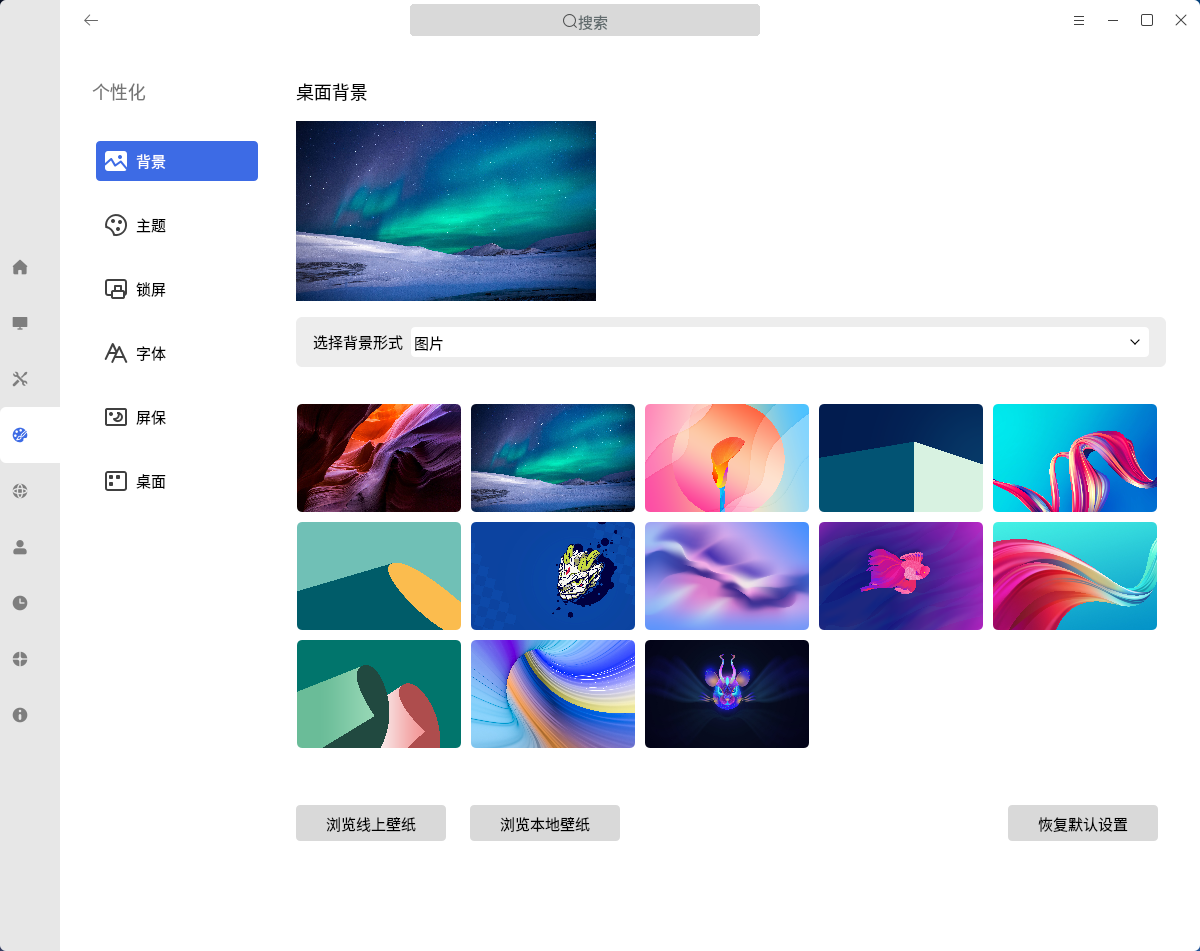 搜索
个性化
背景
主题
锁屏
字体
屏保
桌面
桌面背景
选择背景形式 图片
浏览线上壁纸 浏览本地壁纸 恢复默认设置